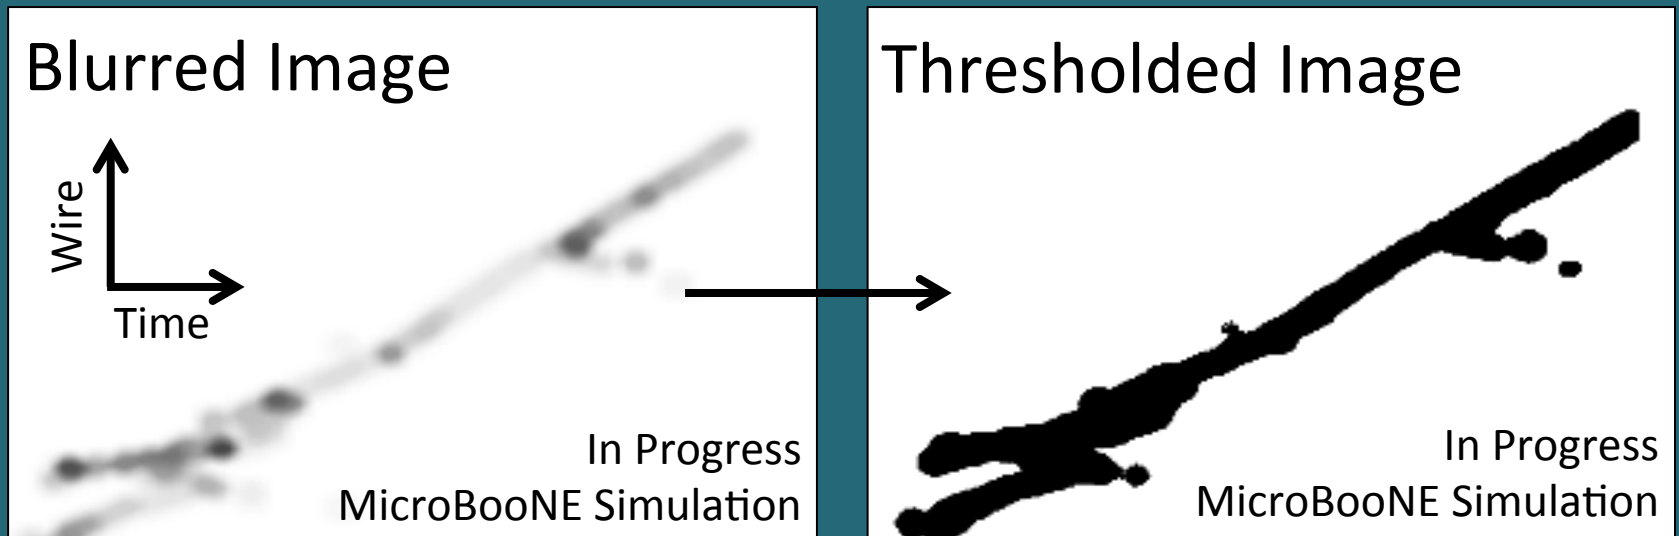 Blurred Image
Wire
Time
In Progress
MicroBooNE Simulation
Thresholded Image
In Progress
MicroBooNE Simulation